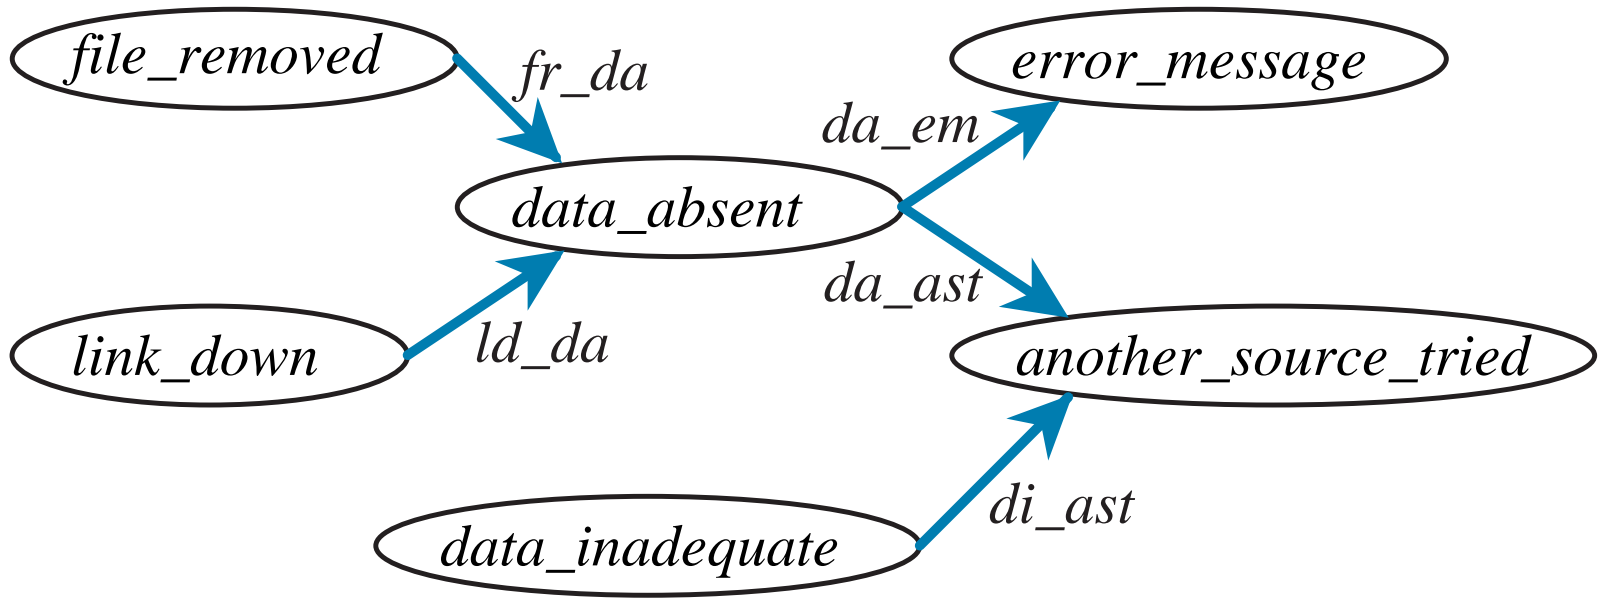 file_removed
fr_da
error_message
da_em
data_absent
da_ast
link_down
ld_da
another_source_tried
di_ast
data_inadequate